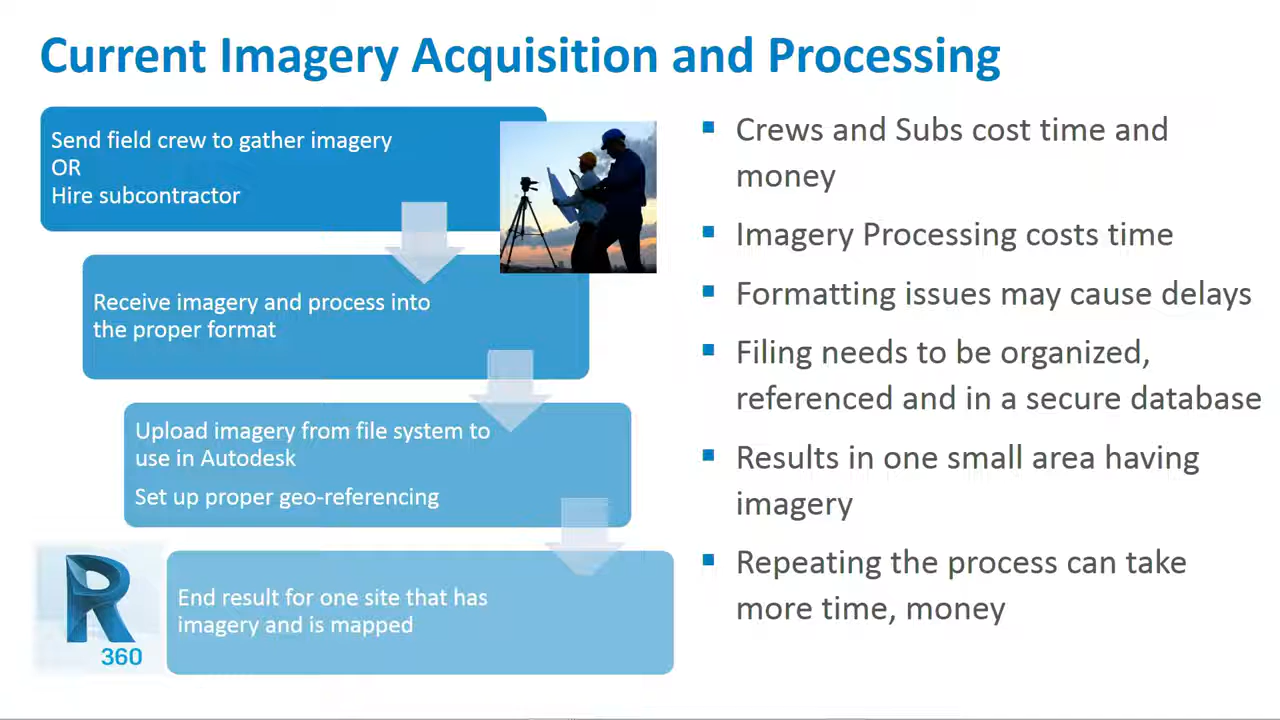 Current Imagery Acquisition and Processing
Send field crew to gather imagery
OR
Hire subcontractor
Receive imagery and process into
the proper format
Upload imagery from file system to
use in Autodesk
Set up proper geo-referencing
R
360
End result for one site that has
imagery and is mapped
Crews and Subs cost time and
money
Imagery Processing costs time
Formatting issues may cause delays
Filing needs to be organized,
referenced and in a secure database
Results in one small area having
imagery
Repeating the process can take
more time, money